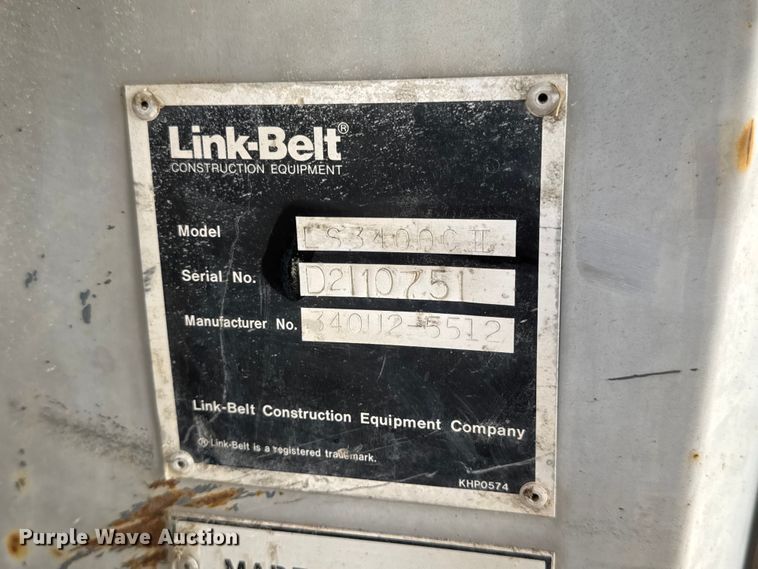 Link-Belt®
CONSTRUCTION EQUIPMENT
Model LS3400CII
Serial No. D2I10751
Manufacturer No. 340U2-5512
Link-Belt Construction Equipment Company
® Link-Belt is a registered trademark.
KHP0574
Purple Wave Auction